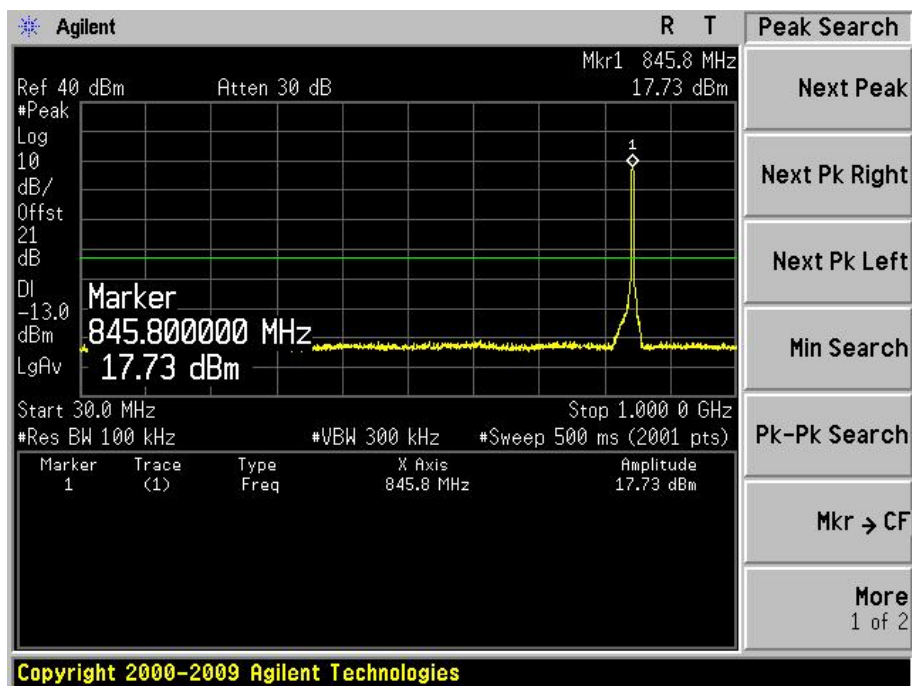 Agilent
R T
Peak Search
Mkr1 845.8 MHz
Ref 40 dBm Atten 30 dB 17.73 dBm
#Peak
Log
10
dB/
Offst
21
dB
DI
-13.0
dBm
LgAv
1
Marker
845.800000 MHz
17.73 dBm
Start 30.0 MHz Stop 1.000 0 GHz
#Res BW 100 kHz #VBW 300 kHz #Sweep 500 ms (2001 pts)
Marker Trace Type X Axis Amplitude
1 (1) Freq 845.8 MHz 17.73 dBm
Next Peak
Next Pk Right
Next Pk Left
Min Search
Pk-Pk Search
Mkr → CF
More
1 of 2
Copyright 2000-2009 Agilent Technologies